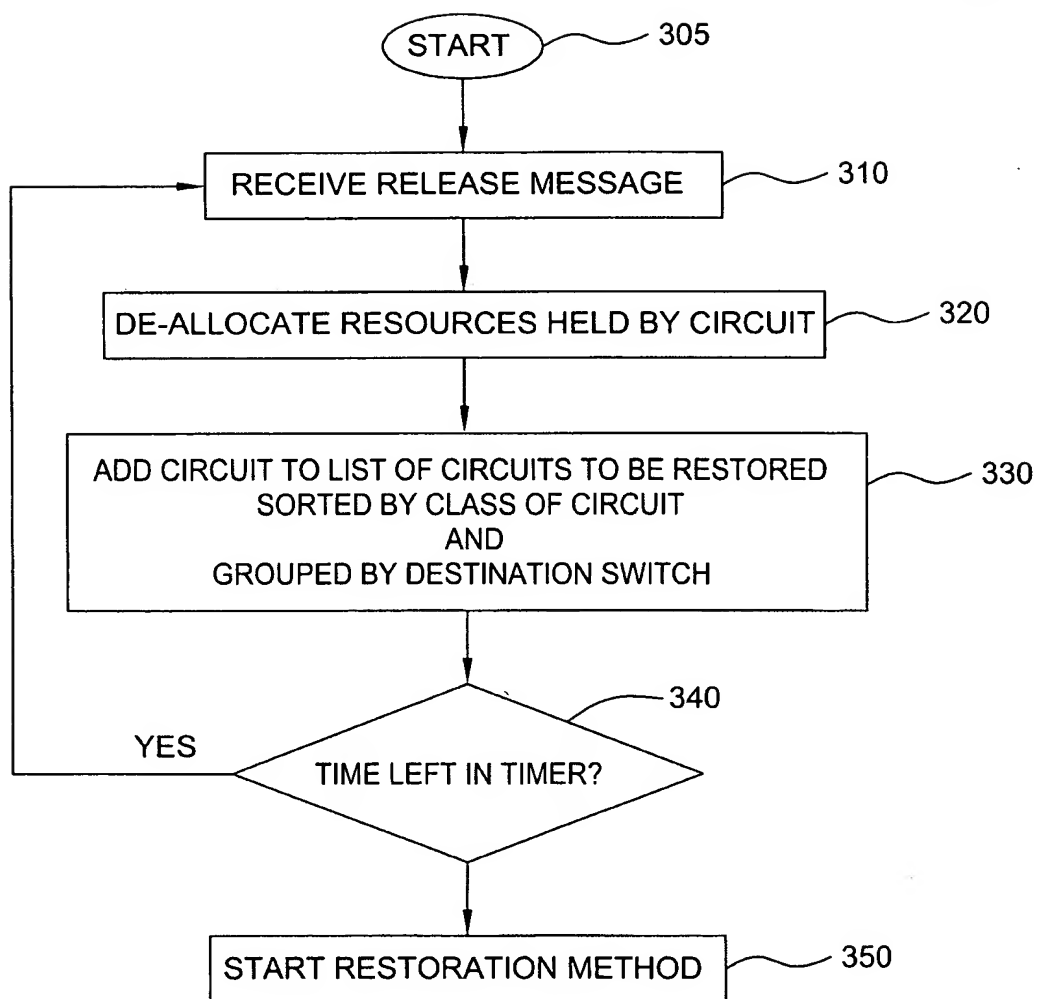 START
305
RECEIVE RELEASE MESSAGE
310
DE-ALLOCATE RESOURCES HELD BY CIRCUIT
320
ADD CIRCUIT TO LIST OF CIRCUITS TO BE RESTORED
SORTED BY CLASS OF CIRCUIT
AND
GROUPED BY DESTINATION SWITCH
330
340
YES
TIME LEFT IN TIMER?
START RESTORATION METHOD
350